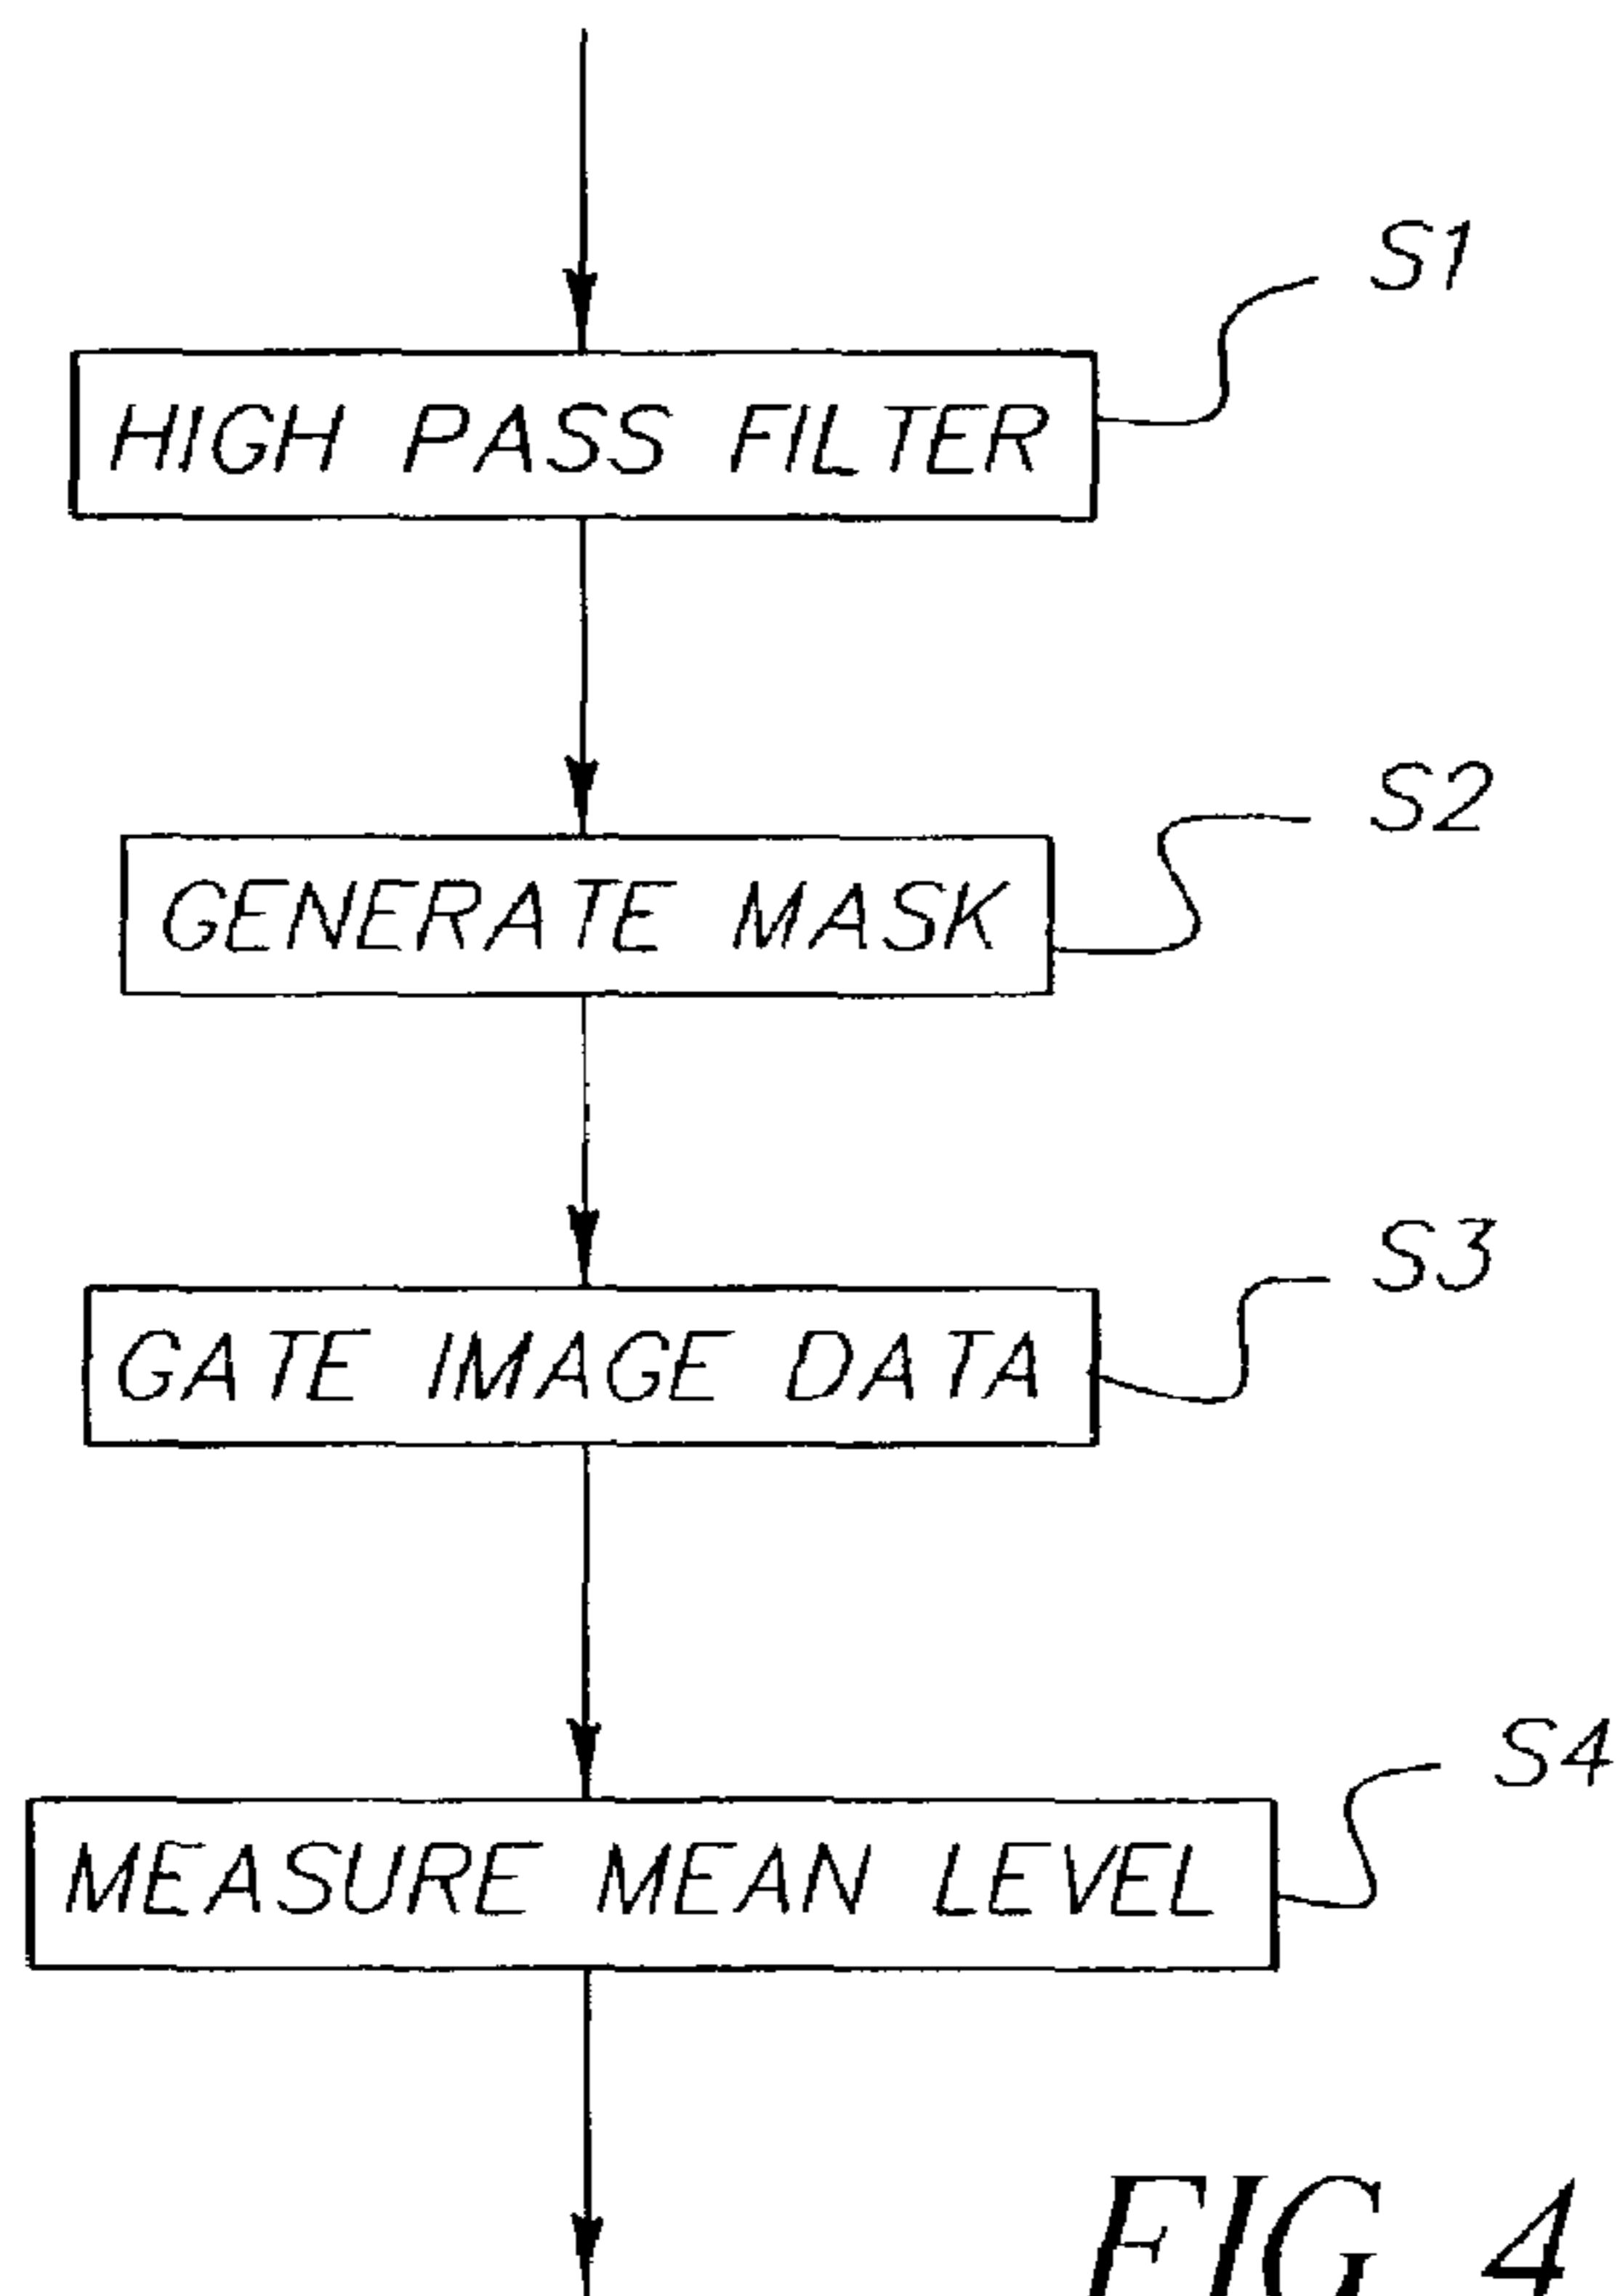 S1
HIGH PASS FILTER
S2
GENERATE MASK
S3
GATE IMAGE DATA
S4
MEASURE MEAN LEVEL
FIG 4